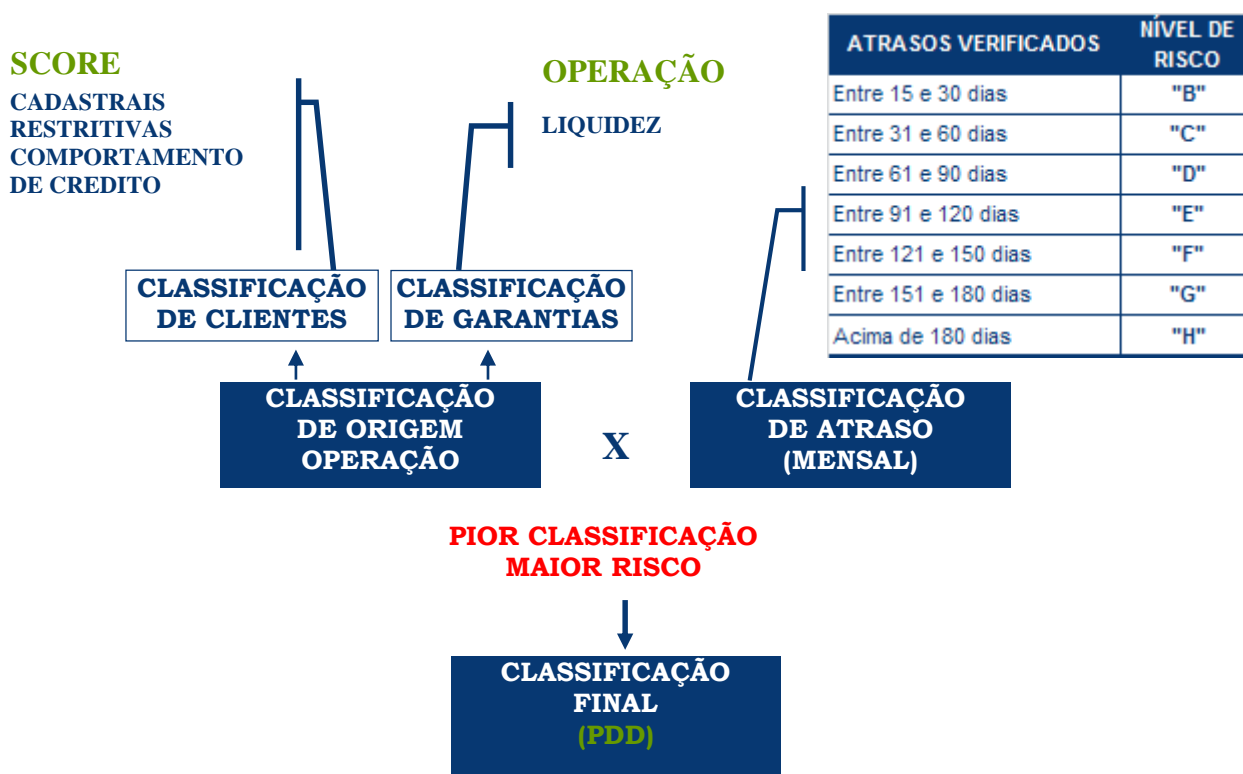 SCORE
CADASTRAIS
RESTRITIVAS
COMPORTAMENTO
DE CREDITO
OPERAÇÃO
LIQUIDEZ
ATRASOS VERIFICADOS NÍVEL DE RISCO
Entre 15 e 30 dias "B"
Entre 31 e 60 dias "C"
Entre 61 e 90 dias "D"
Entre 91 e 120 dias "E"
Entre 121 e 150 dias "F"
Entre 151 e 180 dias "G"
Acima de 180 dias "H"
CLASSIFICAÇÃO
DE CLIENTES
CLASSIFICAÇÃO
DE GARANTIAS
CLASSIFICAÇÃO
DE ORIGEM
OPERAÇÃO
X
CLASSIFICAÇÃO
DE ATRASO
(MENSAL)
PIOR CLASSIFICAÇÃO
MAIOR RISCO
CLASSIFICAÇÃO
FINAL
(PDD)